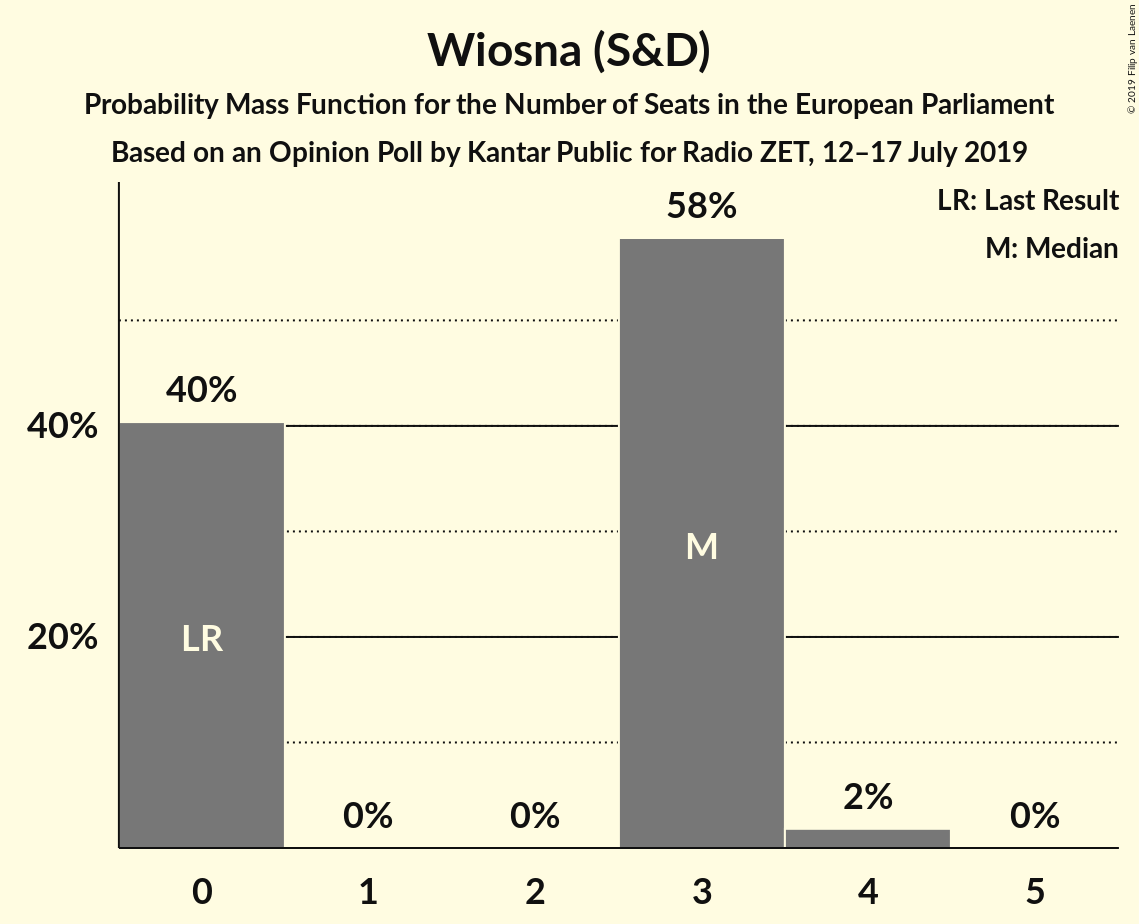 Wiosna (S&D)
Probability Mass Function for the Number of Seats in the European Parliament
Based on an Opinion Poll by Kantar Public for Radio ZET, 12–17 July 2019
© 2019 Filip van Laenen
LR: Last Result
M: Median
58%
40%
40%
M
20%
LR
2%
0%
0%
0%
0 1 2 3 4 5